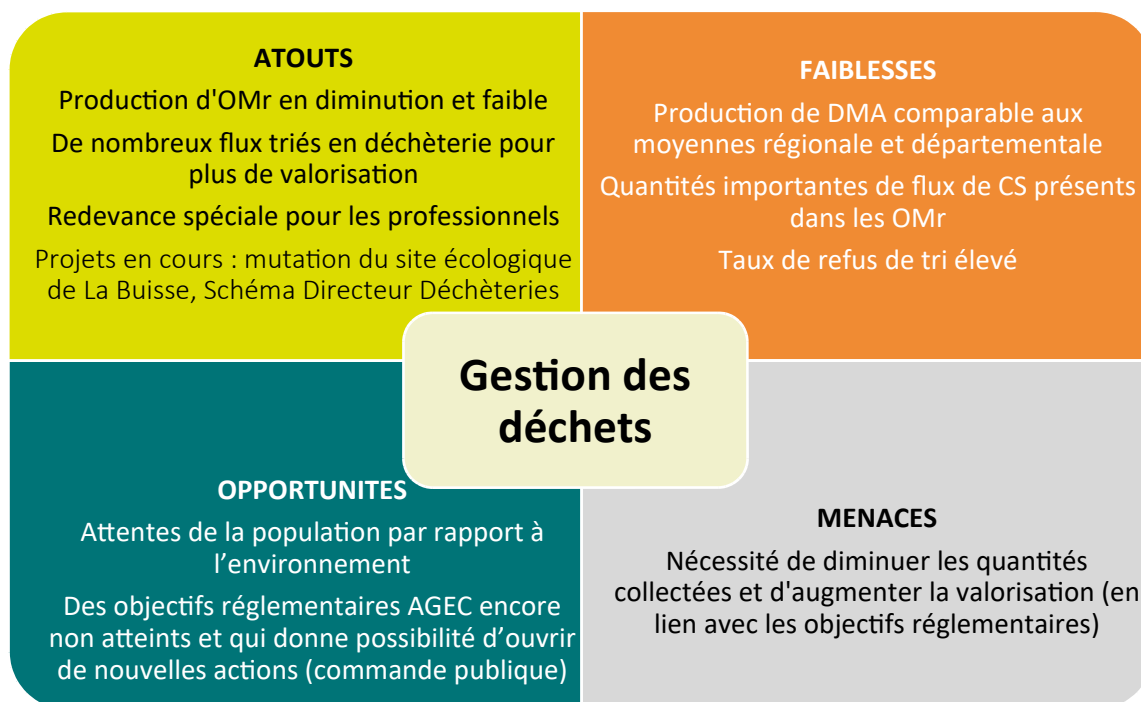 ATOUTS
Production d'OMr en diminution et faible
De nombreux flux triés en déchèterie pour
plus de valorisation
Redevance spéciale pour les professionnels
Projets en cours : mutation du site écologique
de La Buisse, Schéma Directeur Déchèteries
FAIBLESSES
Production de DMA comparable aux
moyennes régionale et départementale
Quantités importantes de flux de CS présents
dans les OMr
Taux de refus de tri élevé
Gestion des
déchets
OPPORTUNITES
Attentes de la population par rapport à
l’environnement
Des objectifs réglementaires AGEC encore
non atteints et qui donne possibilité d’ouvrir
de nouvelles actions (commande publique)
MENACES
Nécessité de diminuer les quantités
collectées et d'augmenter la valorisation (en
lien avec les objectifs réglementaires)